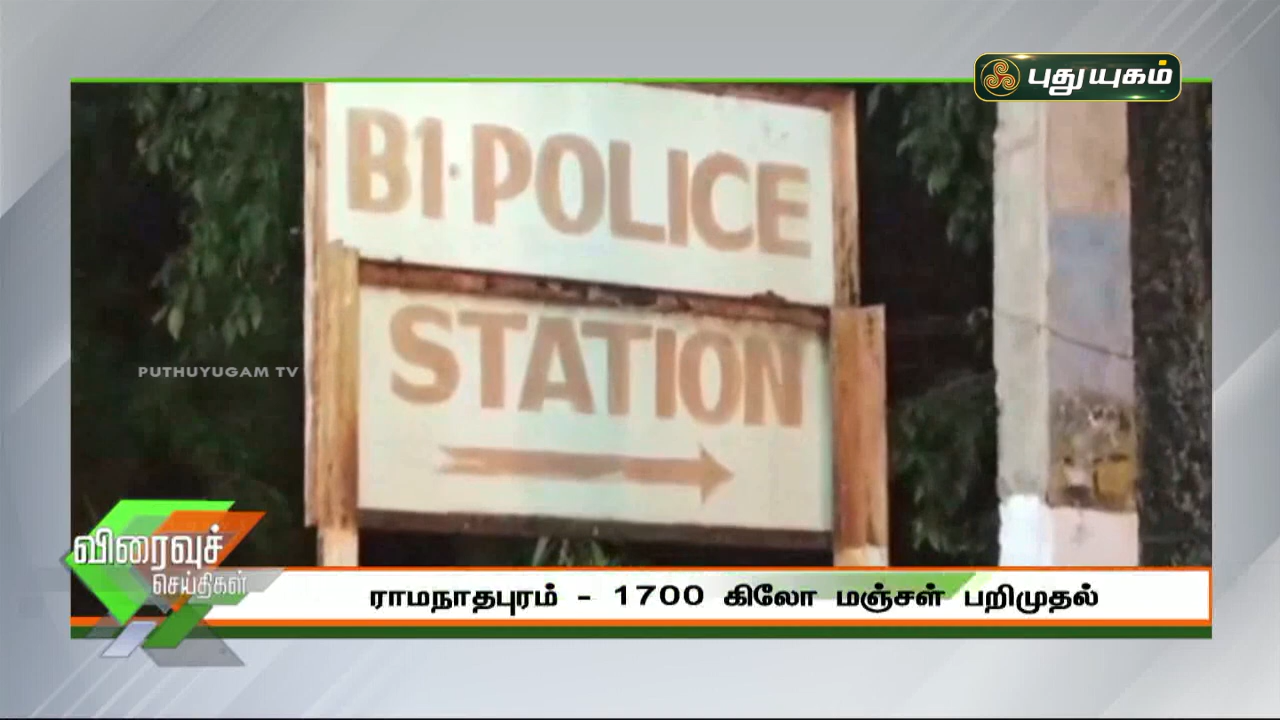 புதுயுகம்
B1·POLICE
STATION
PUTHUYUGAM TV
விரைவுச்
செய்திகள்
ராமநாதபுரம் - 1700 கிலோ மஞ்சள் பறிமுதல்